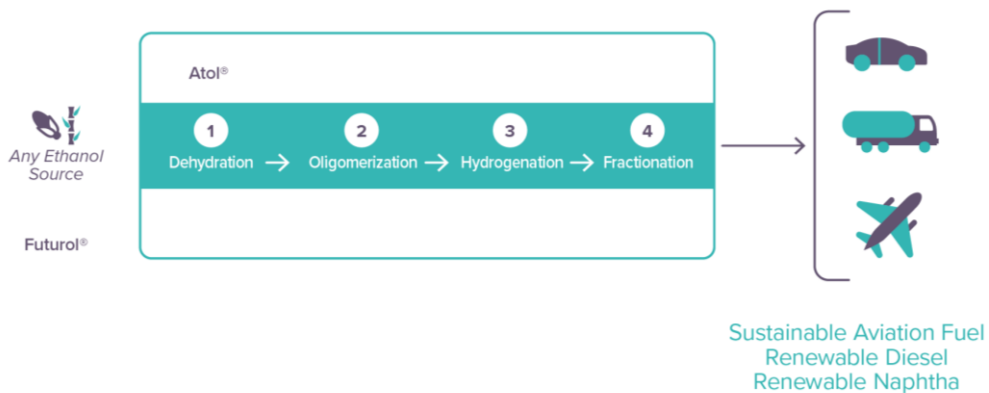 Atol®
1
2
3
4
Any Ethanol
Source
Dehydration → Oligomerization → Hydrogenation → Fractionation
Futurol®
Sustainable Aviation Fuel
Renewable Diesel
Renewable Naphtha